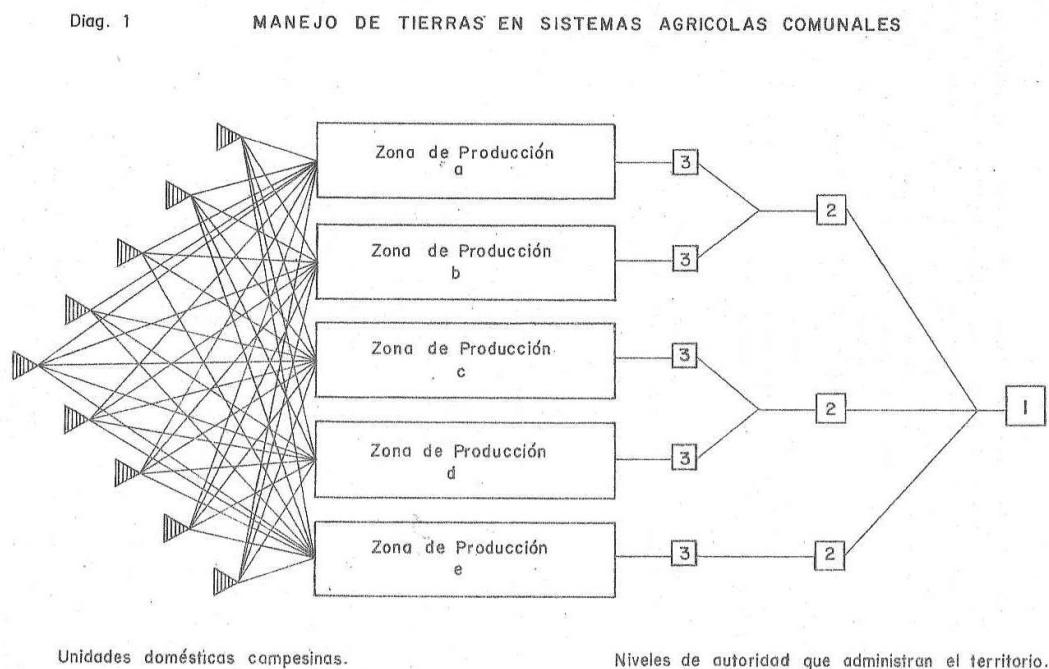 Diag. 1
MANEJO DE TIERRAS EN SISTEMAS AGRICOLAS COMUNALES
Zona de Producción
a
3
2
Zona de Producción
b
3
Zona de Producción
c
3
1
2
Zona de Producción
d
3
Zona de Producción
e
3
2
Unidades domésticas campesinas.
Niveles de autoridad que administran el territorio.